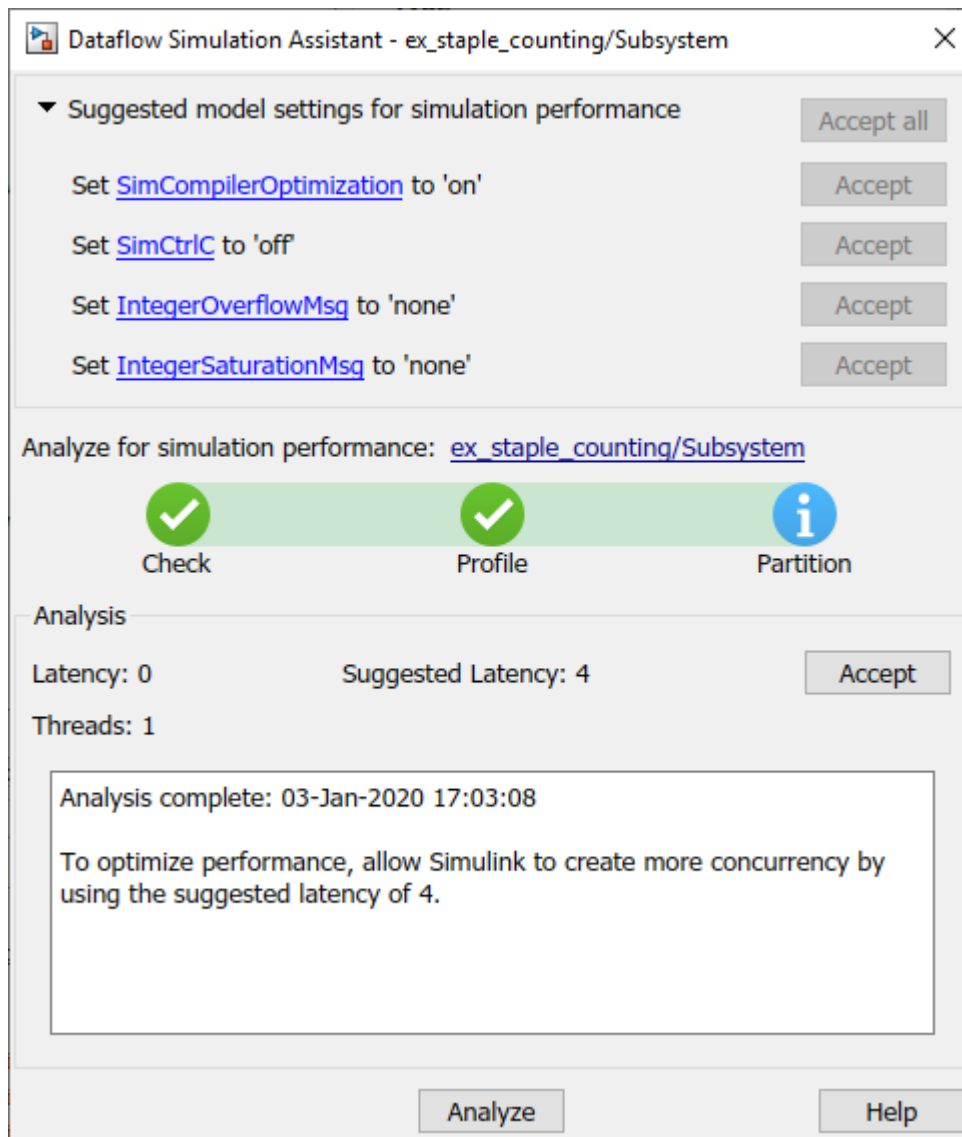 Dataflow Simulation Assistant - ex_staple_counting/Subsystem
Suggested model settings for simulation performance
Accept all
Set SimCompilerOptimization to 'on'
Accept
Set SimCtrlC to 'off'
Accept
Set IntegerOverflowMsg to 'none'
Accept
Set IntegerSaturationMsg to 'none'
Accept
Analyze for simulation performance: ex_staple_counting/Subsystem
Check
Profile
Partition
Analysis
Latency: 0
Suggested Latency: 4
Accept
Threads: 1
Analysis complete: 03-Jan-2020 17:03:08
To optimize performance, allow Simulink to create more concurrency by
using the suggested latency of 4.
Analyze
Help